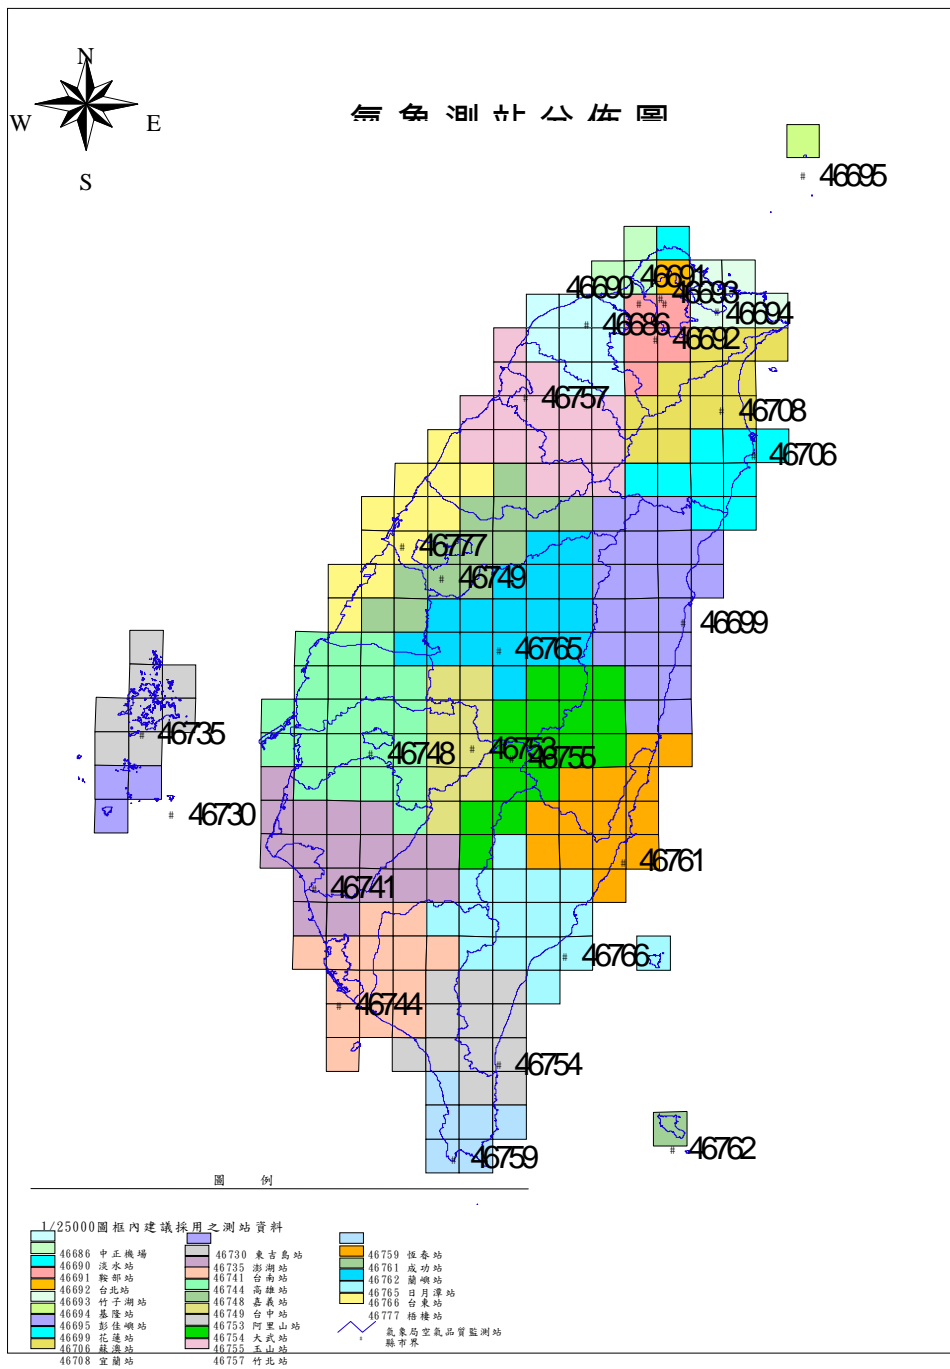 N
氣象測站分佈圖
W E
S
46695
46691
46690 46693
46694
46686
46692
46757
46708
46706
46777
46749
46699
46765
46735
46748 46753 46755
46730
46761
46741
46766
46744
46754
46762
46759
圖 例
1/25000圖框內建議採用之測站資料
46686 中正機場
46690 淡水站
46691 鞍部站
46692 台北站
46693 竹子湖站
46694 基隆站
46695 彭佳嶼站
46699 花蓮站
46706 蘇澳站
46708 宜蘭站
46730 東吉島站
46735 澎湖站
46741 台南站
46744 高雄站
46748 嘉義站
46749 台中站
46753 阿里山站
46754 大武站
46755 玉山站
46757 竹北站
46759 恆春站
46761 成功站
46762 蘭嶼站
46765 日月潭站
46766 台東站
46777 梧棲站
氣象局空氣品質監測站
縣市界